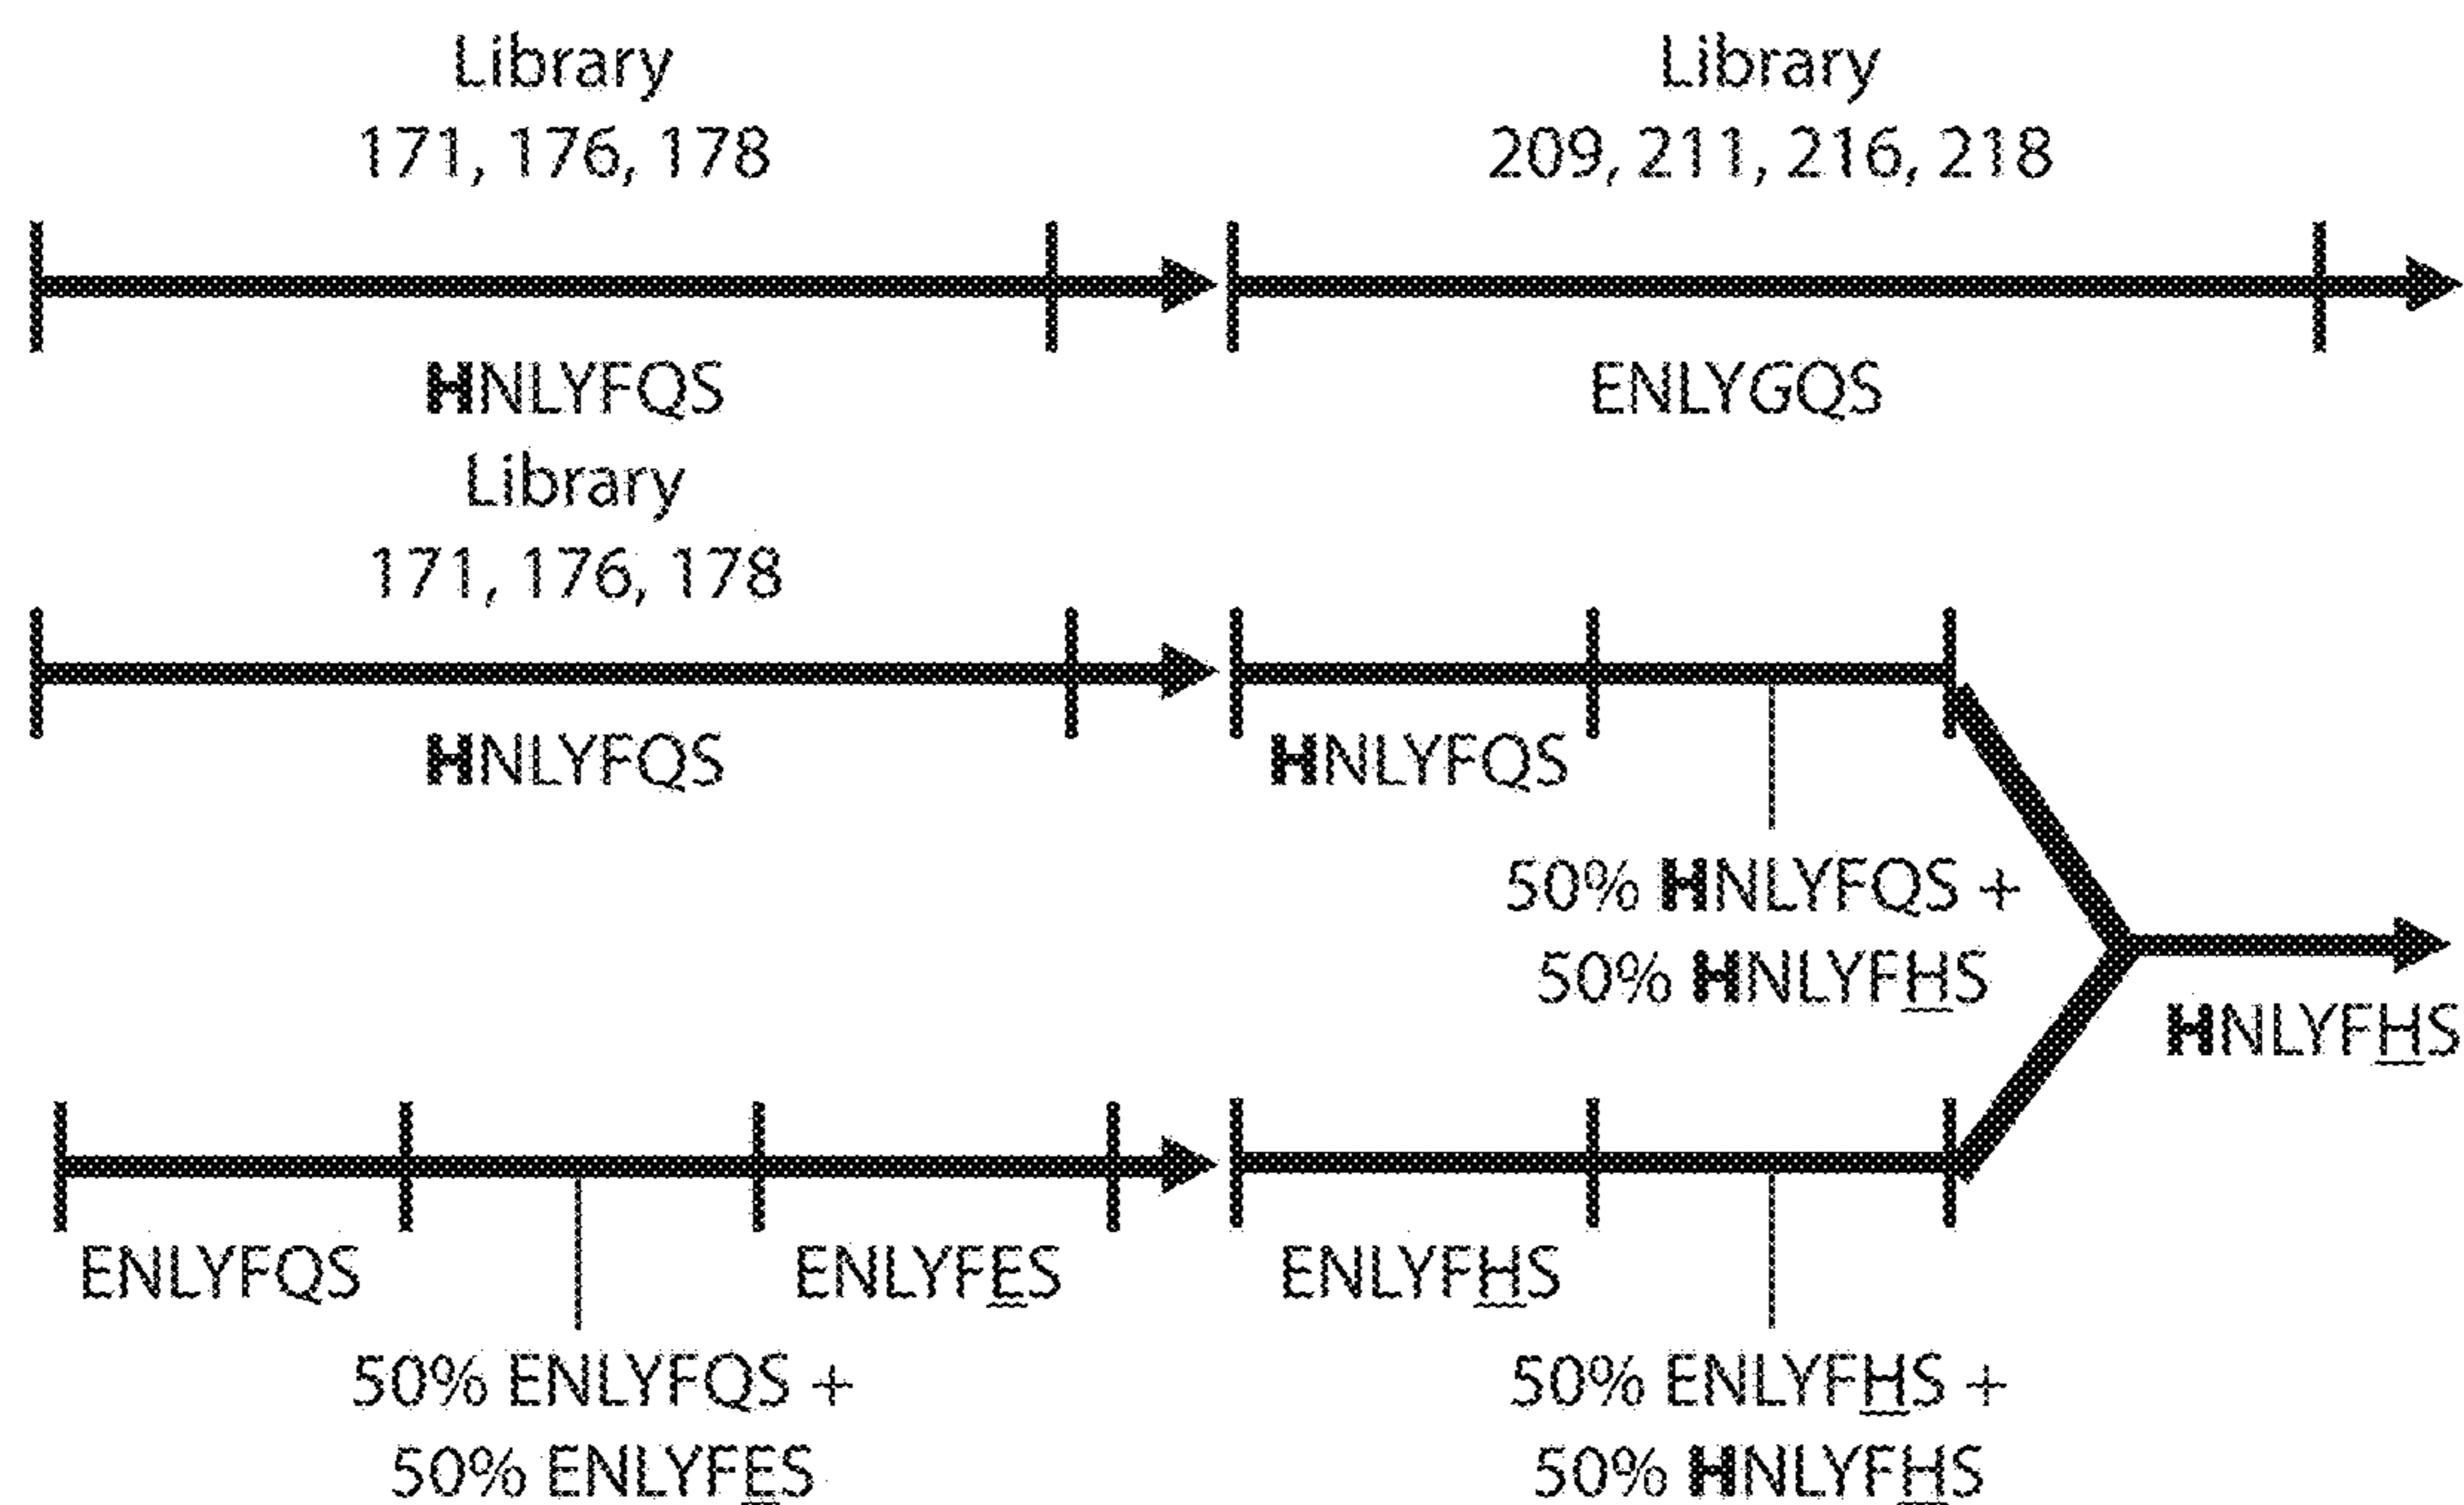 Library
171, 176, 178
Library
209, 211, 216, 218
HNLYFQS
ENLYGQS
Library
171, 176, 178
HNLYFQS
HNLYFQS
50% HNLYFQS +
50% HNLYFHS
HNLYFHS
ENLYFQS
50% ENLYFQS +
50% ENLYFES
ENLYFES
ENLYFHS
50% ENLYFHS +
50% HNLYFHS